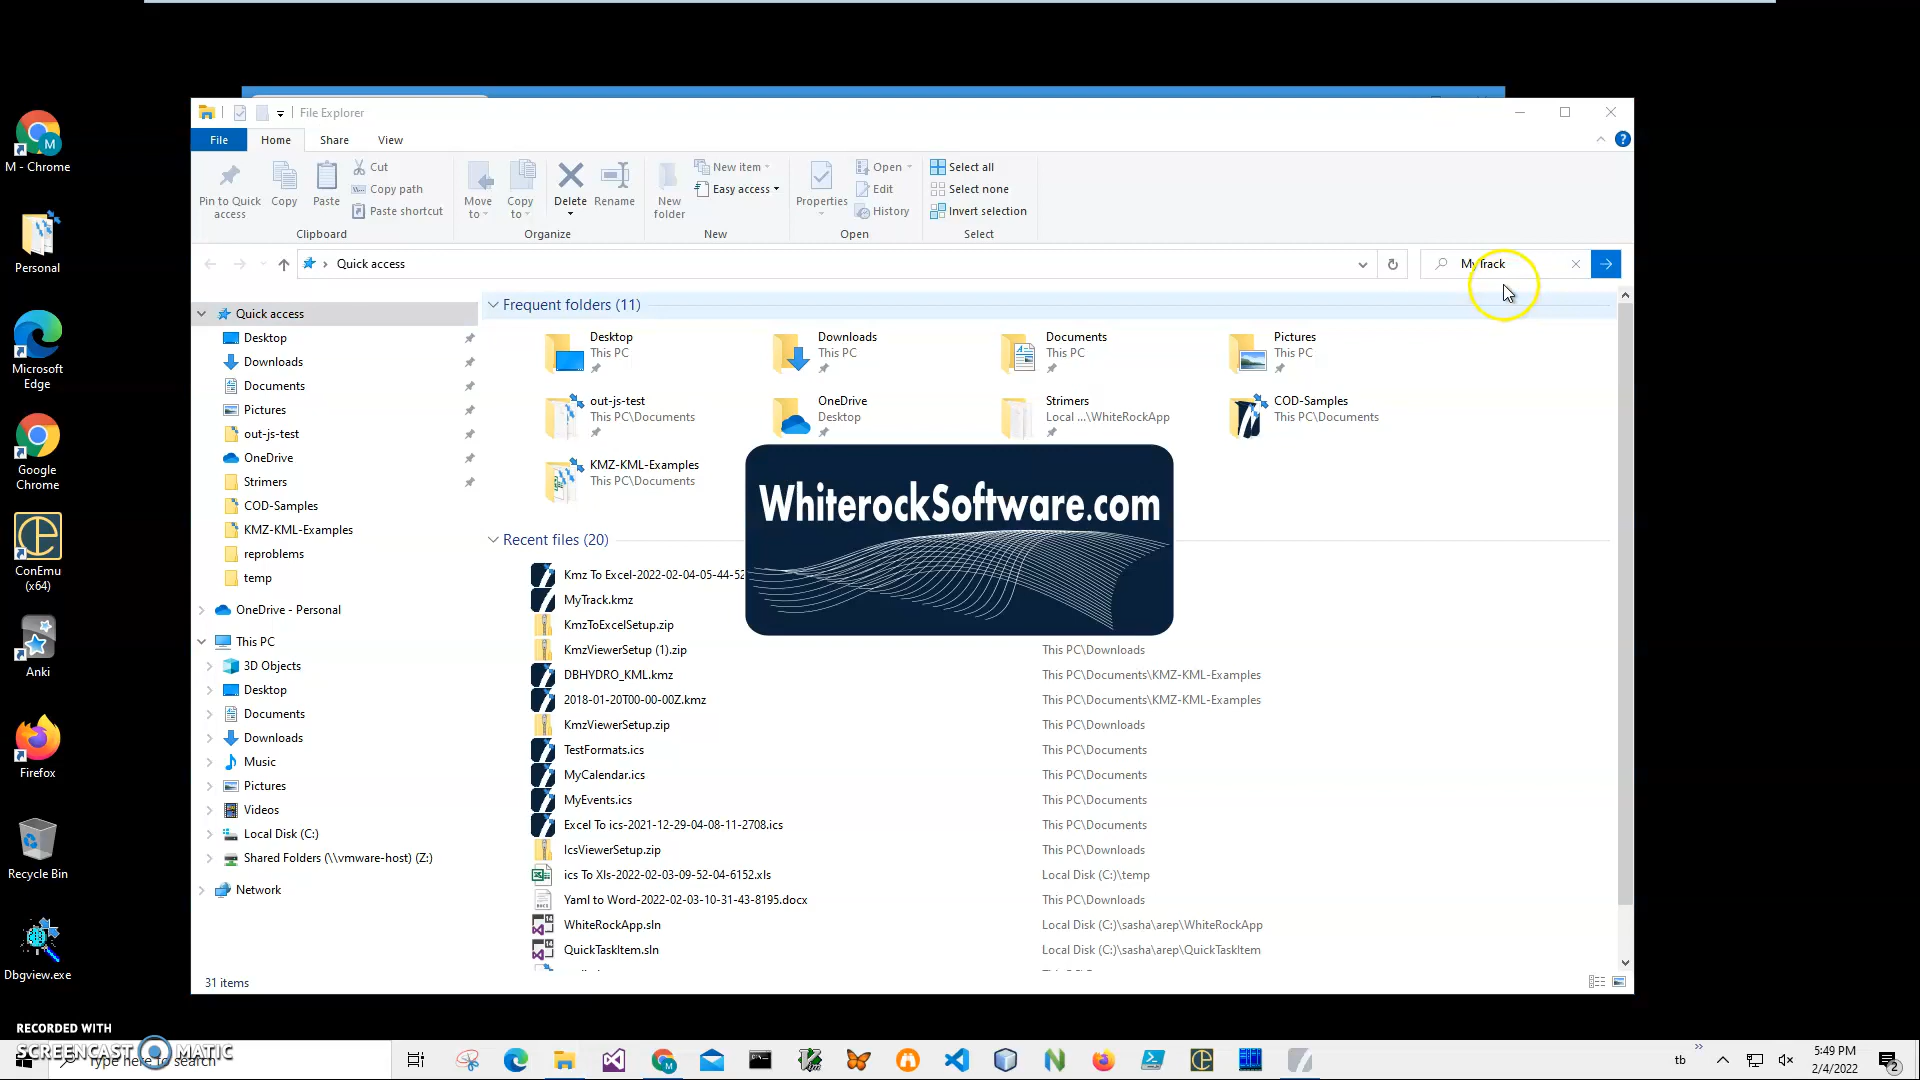 M - Chrome
Personal
Microsoft
Edge
Google
Chrome
ConEmu
(x64)
Anki
Firefox
Recycle Bin
Dbgview.exe
File Explorer
File
Home
Share
View
Pin to Quick
access
Copy
Paste
Cut
Copy path
Paste shortcut
Clipboard
Move
to
Copy
to
Delete
Rename
Organize
New
folder
New item
Easy access
New
Properties
Open
Edit
History
Open
Select all
Select none
Invert selection
Select
Quick access
MyTrack
Quick access
Desktop
Downloads
Documents
Pictures
out-js-test
OneDrive
Strimers
COD-Samples
KMZ-KML-Examples
reproblems
temp
OneDrive - Personal
This PC
3D Objects
Desktop
Documents
Downloads
Music
Pictures
Videos
Local Disk (C:)
Shared Folders (\\vmware-host) (Z:)
Network
Frequent folders (11)
Desktop
This PC
Downloads
This PC
Documents
This PC
Pictures
This PC
out-js-test
This PC\Documents
OneDrive
Desktop
Strimers
Local ...\WhiteRockApp
COD-Samples
This PC\Documents
KMZ-KML-Examples
This PC\Documents
WhiterockSoftware.com
Recent files (20)
Kmz To Excel-2022-02-04-05-44-52
MyTrack.kmz
KmzToExcelSetup.zip
KmzViewerSetup (1).zip This PC\Downloads
DBHYDRO_KML.kmz This PC\Documents\KMZ-KML-Examples
2018-01-20T00-00-00Z.kmz This PC\Documents\KMZ-KML-Examples
KmzViewerSetup.zip This PC\Downloads
TestFormats.ics This PC\Documents
MyCalendar.ics This PC\Documents
MyEvents.ics This PC\Documents
Excel To ics-2021-12-29-04-08-11-2708.ics This PC\Documents
IcsViewerSetup.zip This PC\Downloads
ics To Xls-2022-02-03-09-52-04-6152.xls Local Disk (C:)\temp
Yaml to Word-2022-02-03-10-31-43-8195.docx This PC\Downloads
WhiteRockApp.sln Local Disk (C:)\sasha\arep\WhiteRockApp
QuickTaskItem.sln Local Disk (C:)\sasha\arep\QuickTaskItem
31 items
RECORDED WITH
SCREENCAST MATIC
Type here to search
tb
5:49 PM
2/4/2022
2